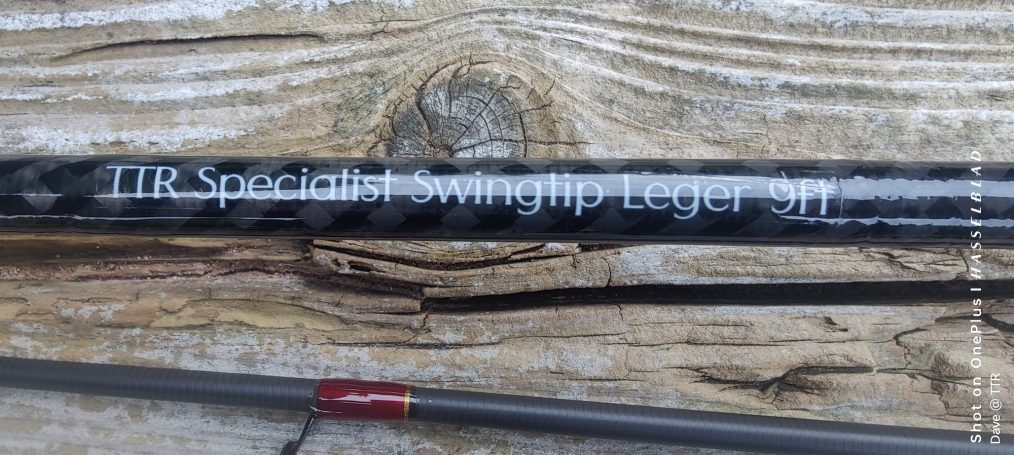 TTR Specialist Swingtip Leger 9ft
Shot on OnePlus | HASSELBLAD
Dave @ TTR